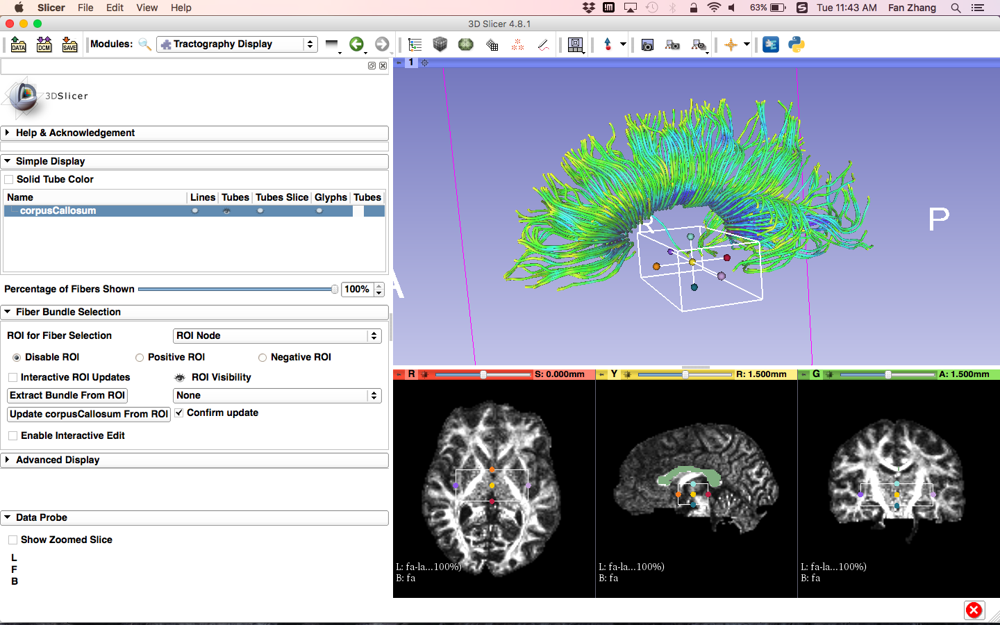 Slicer File Edit View Help 63% S Tue 11:43 AM Fan Zhang
3D Slicer 4.8.1
DATA DCM SAVE Modules: Tractography Display
1
3DSlicer
Help & Acknowledgement
Simple Display
Solid Tube Color
Name Lines Tubes Tubes Slice Glyphs Tubes
corpusCallosum
R
P
A
Percentage of Fibers Shown 100%
Fiber Bundle Selection
ROI for Fiber Selection ROI Node
Disable ROI Positive ROI Negative ROI
Interactive ROI Updates ROI Visibility
Extract Bundle From ROI None
Update corpusCallosum From ROI Confirm update
Enable Interactive Edit
Advanced Display
Data Probe
Show Zoomed Slice
L
F
B
R S: 0.000mm
Y R: 1.500mm
G A: 1.500mm
L: fa-la...100%)
B: fa
L: fa-la...100%)
B: fa
L: fa-la...100%)
B: fa